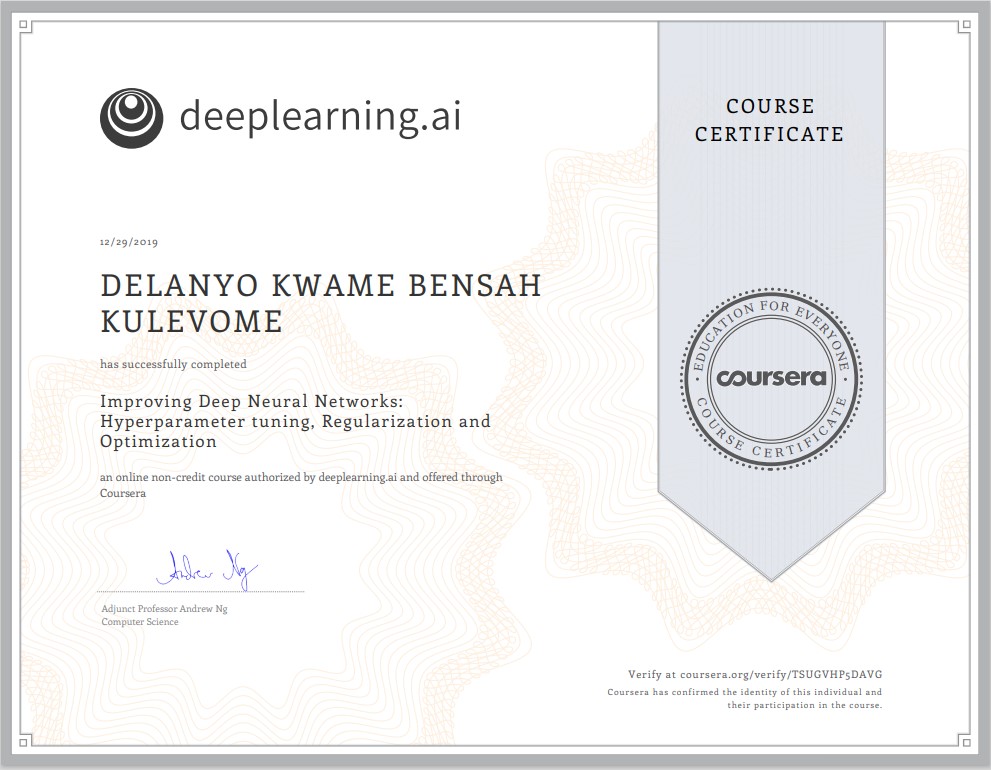 deeplearning.ai
COURSE
CERTIFICATE
12/29/2019
DELANYO KWAME BENSAH
KULEVOME
has successfully completed
Improving Deep Neural Networks:
Hyperparameter tuning, Regularization and
Optimization
an online non-credit course authorized by deeplearning.ai and offered through
Coursera
EDUCATION FOR EVERYONE
coursera
COURSE CERTIFICATE
Andrew Ng
Adjunct Professor Andrew Ng
Computer Science
Verify at coursera.org/verify/TSUGVHP5DAVG
Coursera has confirmed the identity of this individual and
their participation in the course.